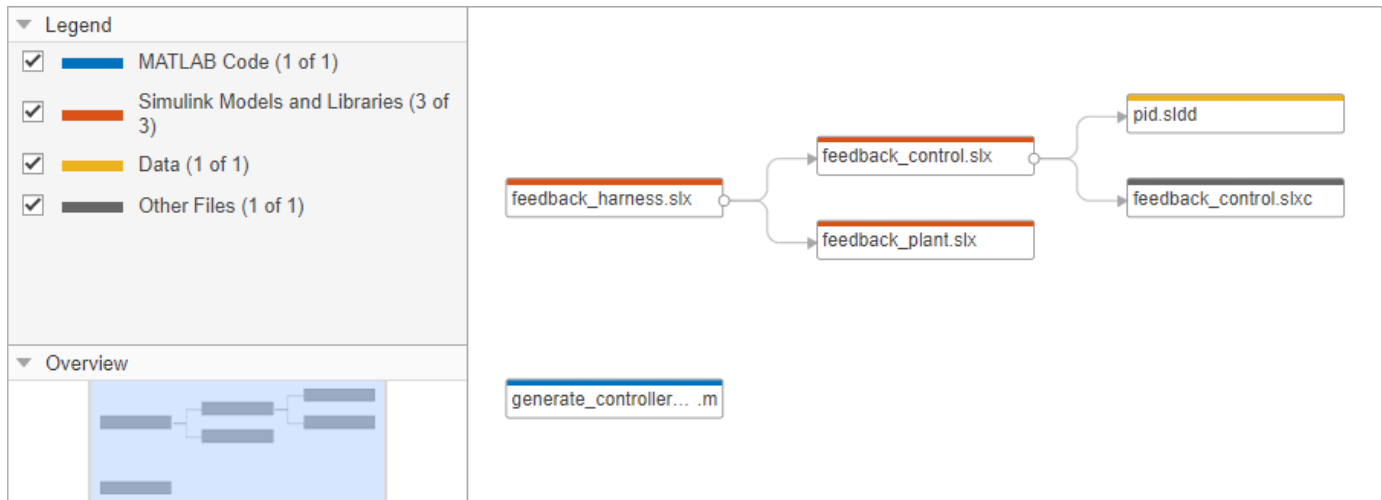 Legend
MATLAB Code (1 of 1)
Simulink Models and Libraries (3 of
3)
Data (1 of 1)
Other Files (1 of 1)
Overview
feedback_harness.slx
feedback_control.slx
feedback_plant.slx
pid.sldd
feedback_control.slxc
generate_controller... .m